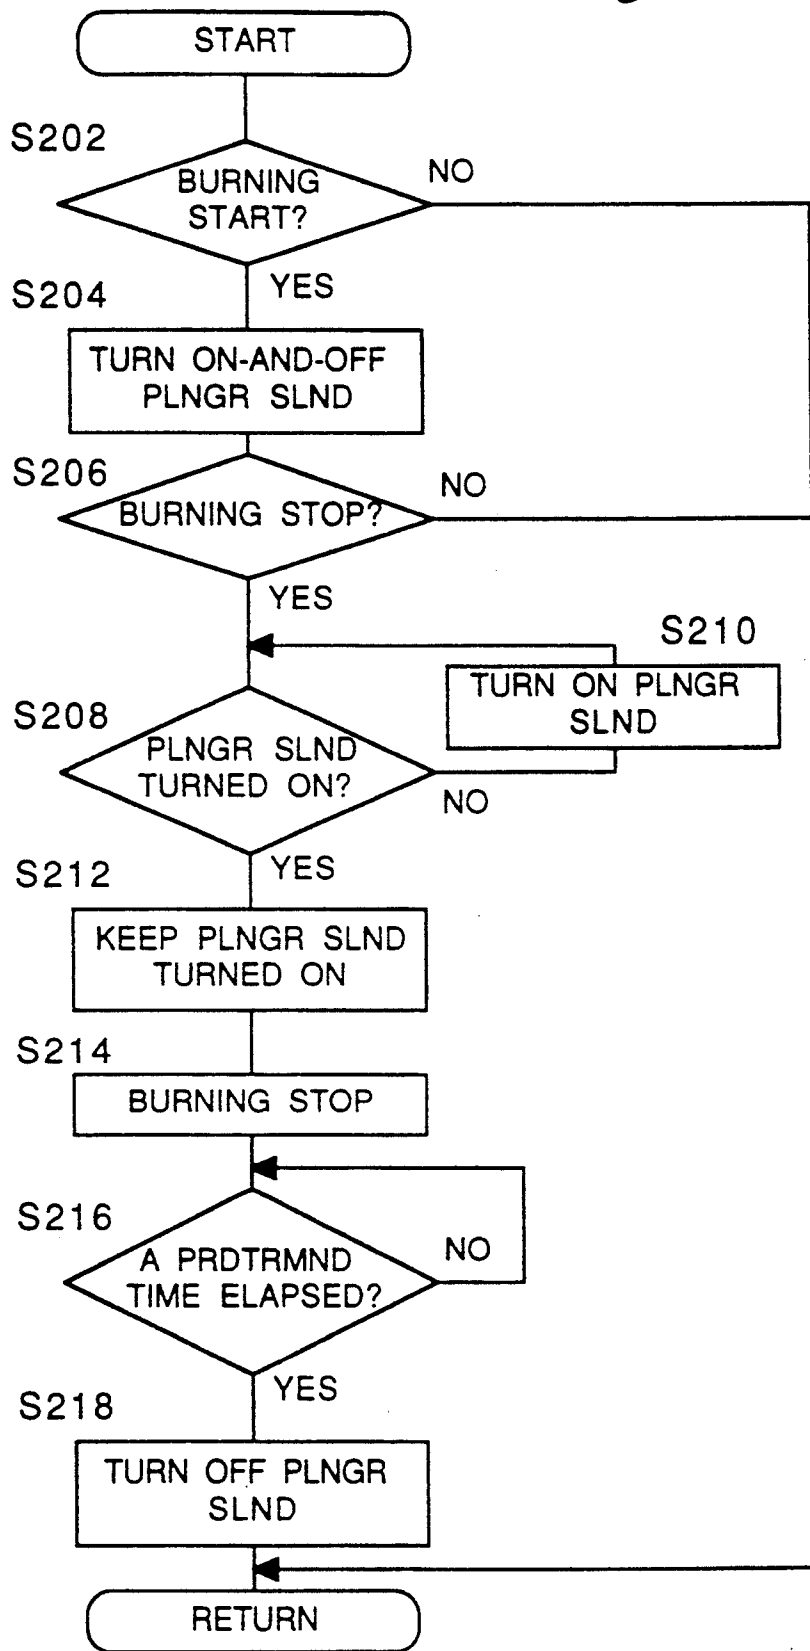 START
S202
BURNING
START?
NO
YES
S204
TURN ON-AND-OFF
PLNGR SLND
S206
BURNING STOP?
NO
YES
S210
TURN ON PLNGR
SLND
S208
PLNGR SLND
TURNED ON?
NO
YES
S212
KEEP PLNGR SLND
TURNED ON
S214
BURNING STOP
S216
A PRDTRMND
TIME ELAPSED?
NO
YES
S218
TURN OFF PLNGR
SLND
RETURN